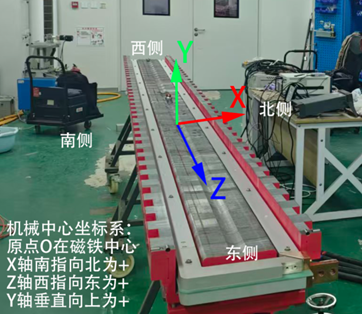 西侧
Y
X
北侧
南侧
Z
东侧
机械中心坐标系：
原点O在磁铁中心
X轴南指向北为+
Z轴西指向东为+
Y轴垂直向上为+